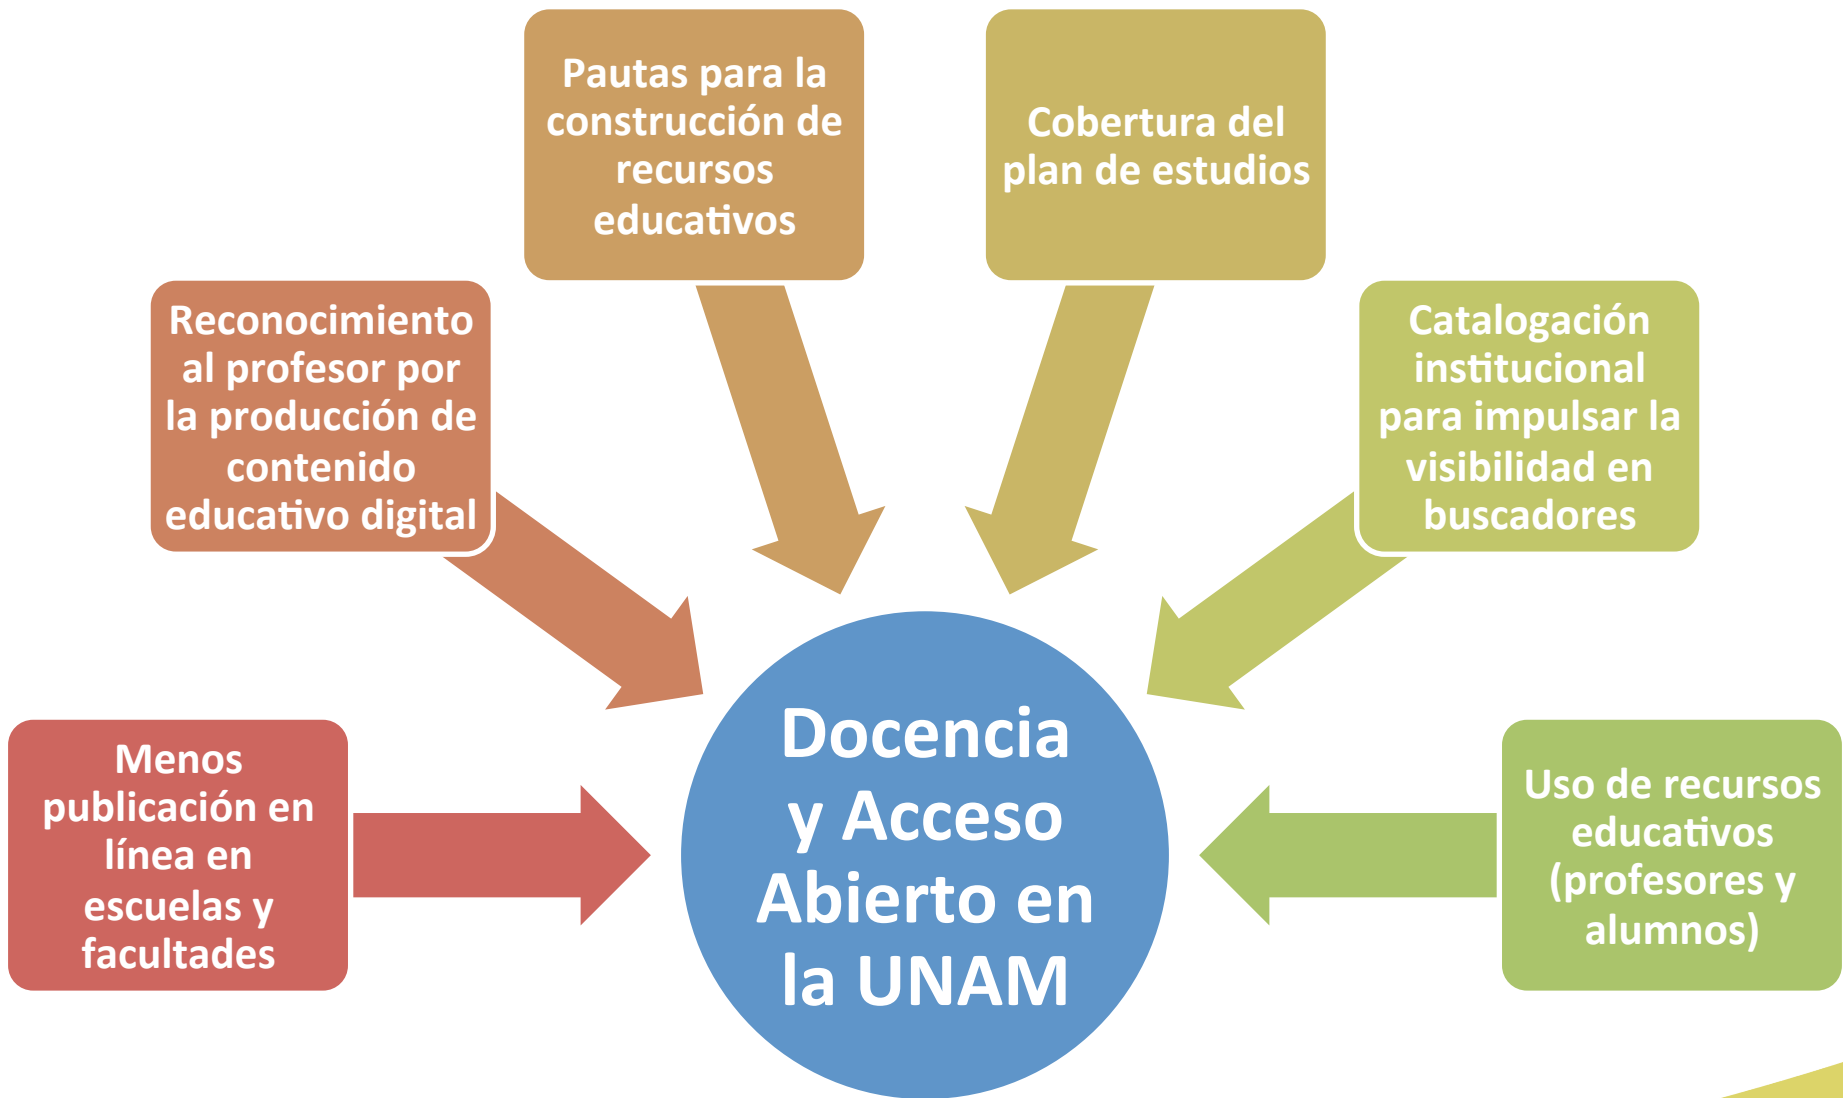 Pautas para la
construcción de
recursos
educativos
Cobertura del
plan de estudios
Reconocimiento
al profesor por
la producción de
contenido
educativo digital
Catalogación
institucional
para impulsar la
visibilidad en
buscadores
Menos
publicación en
línea en
escuelas y
facultades
Docencia
y Acceso
Abierto en
la UNAM
Uso de recursos
educativos
(profesores y
alumnos)